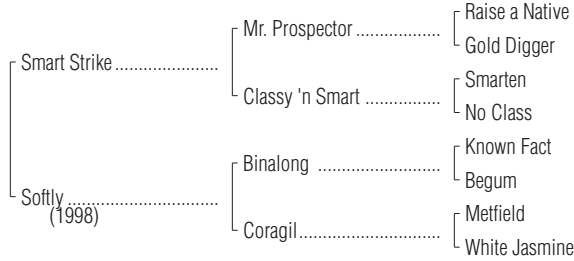 Raise a Native
Mr. Prospector ..................
Gold Digger
Smart Strike ......................
Smarten
Classy 'n Smart ................
No Class
Known Fact
Binalong ..........................
Begum
Softly ................................
(1998)
Metfield
Coragil ..............................
White Jasmine